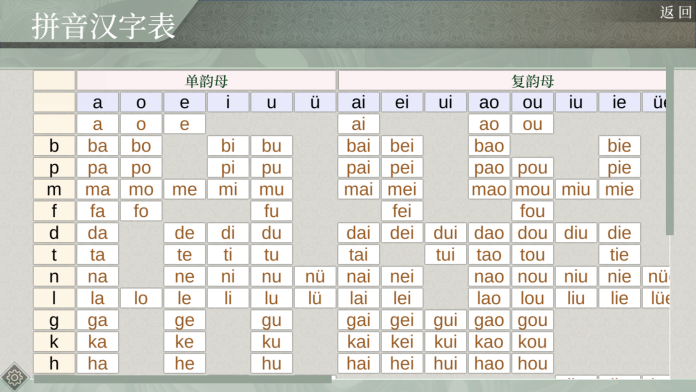 拼音汉字表
返回
单韵母 复韵母
a o e i u ü ai ei ui ao ou iu ie üe
a o e ai ao ou
b ba bo bi bu bai bei bao bie
p pa po pi pu pai pei pao pou pie
m ma mo me mi mu mai mei mao mou miu mie
f fa fo fu fei fou
d da de di du dai dei dui dao dou diu die
t ta te ti tu tai tui tao tou tie
n na ne ni nu nü nai nei nao nou niu nie nüe
l la lo le li lu lü lai lei lao lou liu lie lüe
g ga ge gu gai gei gui gao gou
k ka ke ku kai kei kui kao kou
h ha he hu hai hei hui hao hou